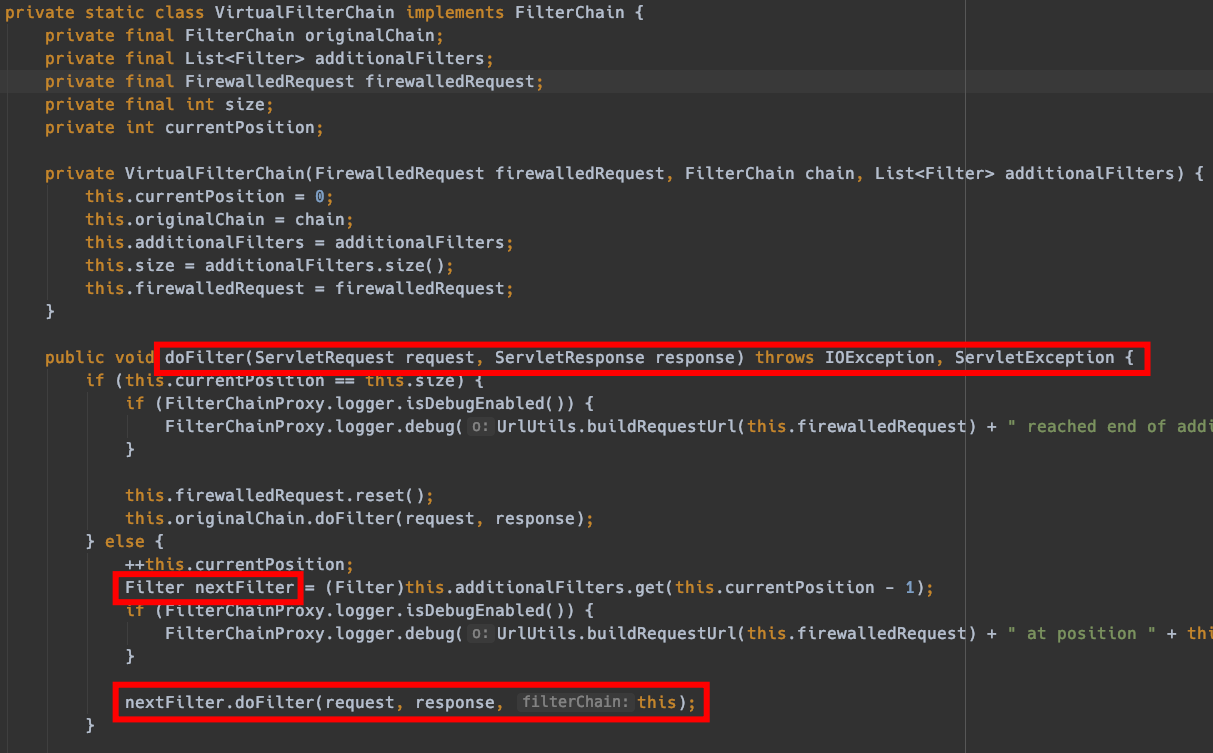 private static class VirtualFilterChain implements FilterChain {
private final FilterChain originalChain;
private final List<Filter> additionalFilters;
private final FirewalledRequest firewalledRequest;
private final int size;
private int currentPosition;
private VirtualFilterChain(FirewalledRequest firewalledRequest, FilterChain chain, List<Filter> additionalFilters) {
this.currentPosition = 0;
this.originalChain = chain;
this.additionalFilters = additionalFilters;
this.size = additionalFilters.size();
this.firewalledRequest = firewalledRequest;
}
public void doFilter(ServletRequest request, ServletResponse response) throws IOException, ServletException {
if (this.currentPosition == this.size) {
if (FilterChainProxy.logger.isDebugEnabled()) {
FilterChainProxy.logger.debug( o: UrlUtils.buildRequestUrl(this.firewalledRequest) + " reached end of addi
}
this.firewalledRequest.reset();
this.originalChain.doFilter(request, response);
} else {
++this.currentPosition;
Filter nextFilter = (Filter)this.additionalFilters.get(this.currentPosition - 1);
if (FilterChainProxy.logger.isDebugEnabled()) {
FilterChainProxy.logger.debug( o: UrlUtils.buildRequestUrl(this.firewalledRequest) + " at position " + thi
}
nextFilter.doFilter(request, response, filterChain: this);
}